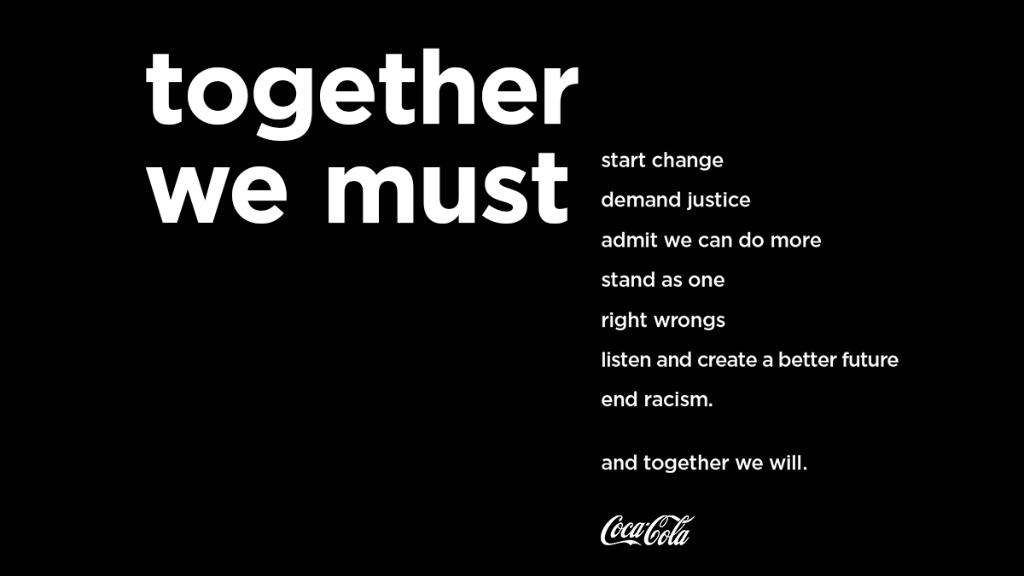 together
we must
start change
demand justice
admit we can do more
stand as one
right wrongs
listen and create a better future
end racism.
and together we will.
Coca-Cola